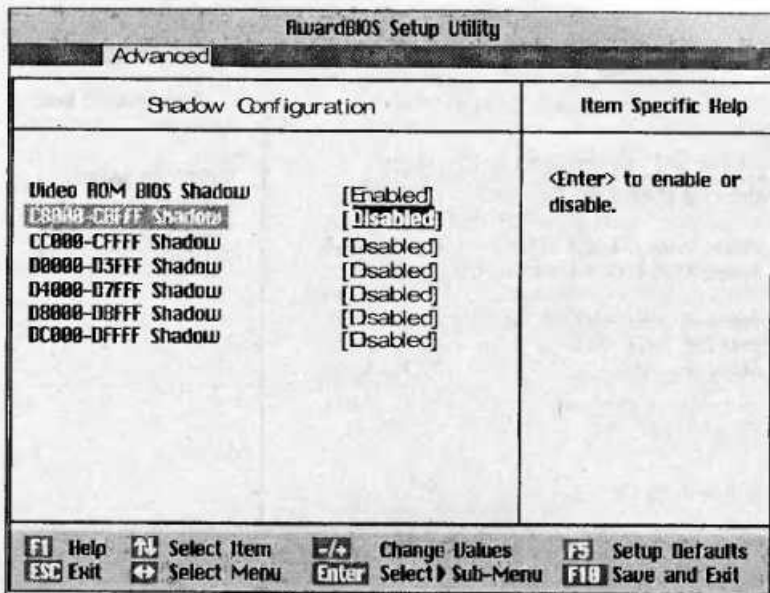 AwardBIOS Setup Utility
Advanced
Shadow Configuration
Item Specific Help
Video ROM BIOS Shadow [Enabled]
C8000-CBFFF Shadow [Disabled]
CC000-CFFFF Shadow [Disabled]
D0000-D3FFF Shadow [Disabled]
D4000-D7FFF Shadow [Disabled]
D8000-DBFFF Shadow [Disabled]
DC000-DFFFF Shadow [Disabled]
<Enter> to enable or
disable.
F1 Help ↑↓ Select Item -/+ Change Values F5 Setup Defaults
ESC Exit ↔ Select Menu Enter Select ▶ Sub-Menu F10 Save and Exit